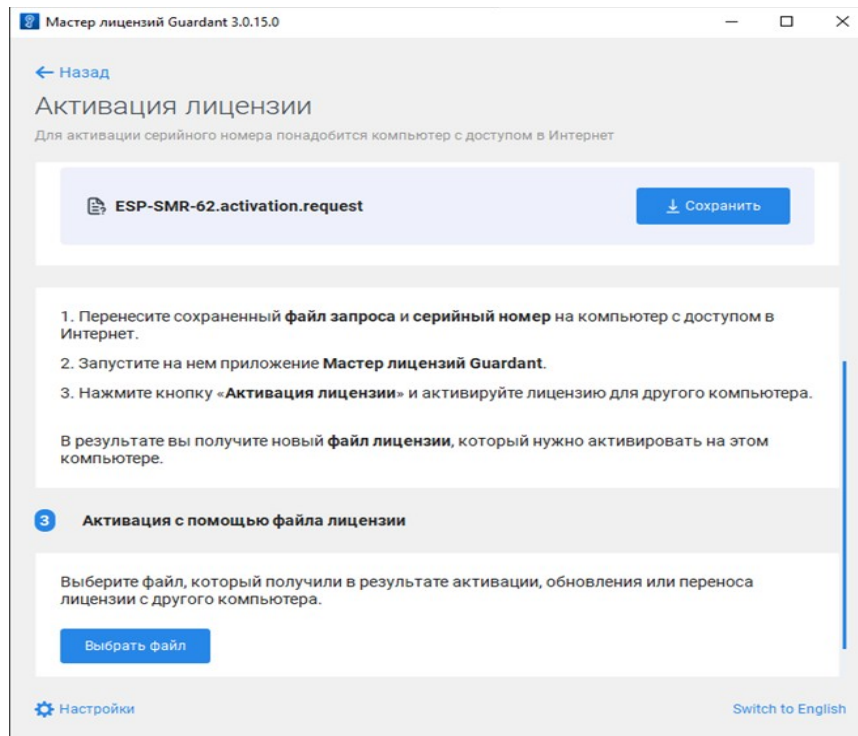 Мастер лицензий Guardant 3.0.15.0
Назад
Активация лицензии
Для активации серийного номера понадобится компьютер с доступом в Интернет
ESP-SMR-62.activation.request
Сохранить
1. Перенесите сохраненный файл запроса и серийный номер на компьютер с доступом в
Интернет.
2. Запустите на нем приложение Мастер лицензий Guardant.
3. Нажмите кнопку «Активация лицензии» и активируйте лицензию для другого компьютера.
В результате вы получите новый файл лицензии, который нужно активировать на этом
компьютере.
3 Активация с помощью файла лицензии
Выберите файл, который получили в результате активации, обновления или переноса
лицензии с другого компьютера.
Выбрать файл
Настройки
Switch to English